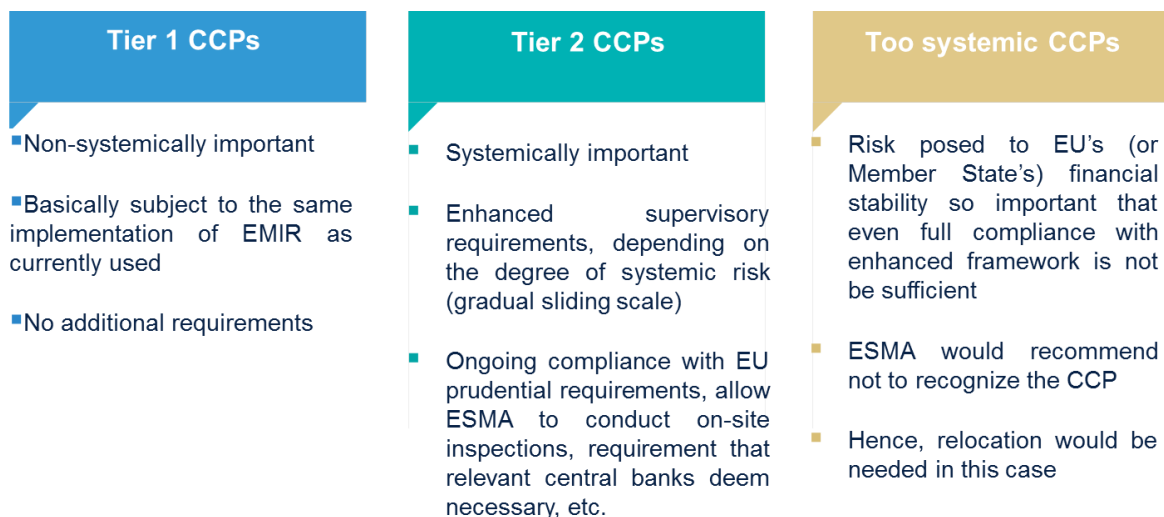 Tier 1 CCPs
▪Non-systemically important
▪Basically subject to the same
implementation of EMIR as
currently used
▪No additional requirements
Tier 2 CCPs
▪ Systemically important
▪ Enhanced supervisory
requirements, depending on
the degree of systemic risk
(gradual sliding scale)
▪ Ongoing compliance with EU
prudential requirements, allow
ESMA to conduct on-site
inspections, requirement that
relevant central banks deem
necessary, etc.
Too systemic CCPs
▪ Risk posed to EU’s (or
Member State’s) financial
stability so important that
even full compliance with
enhanced framework is not
be sufficient
▪ ESMA would recommend
not to recognize the CCP
▪ Hence, relocation would be
needed in this case